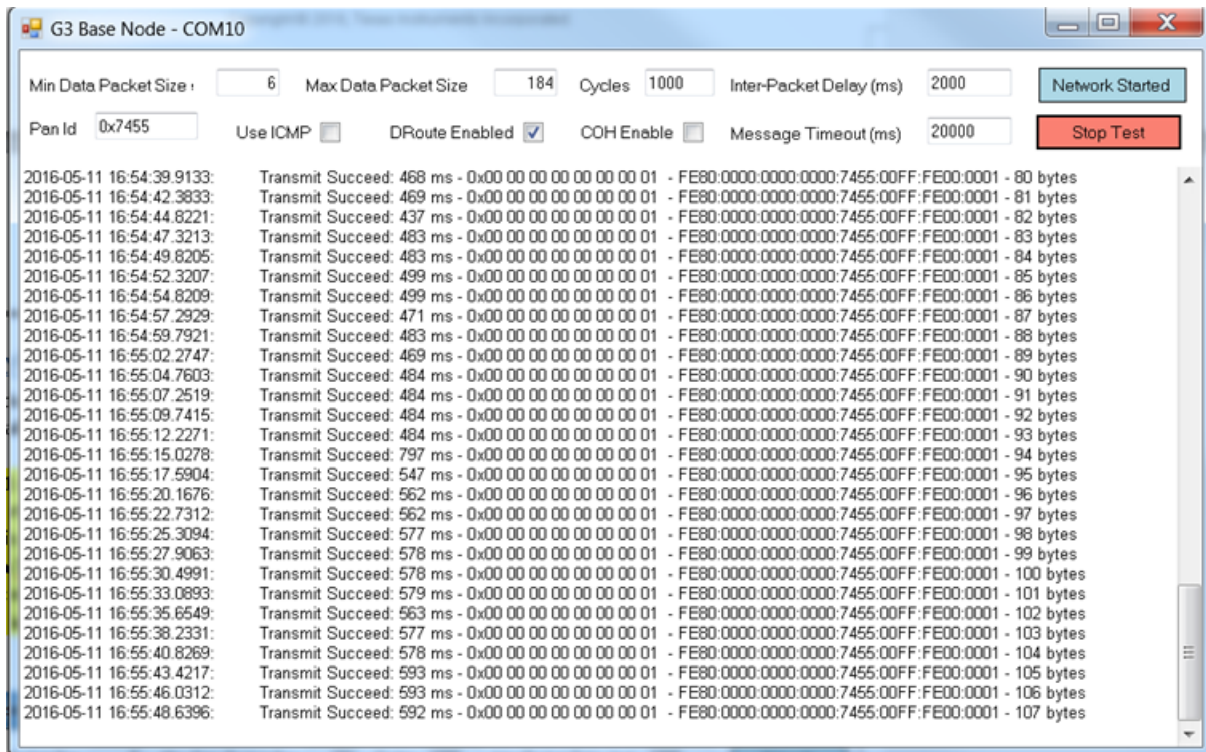 G3 Base Node - COM10
Min Data Packet Size 6 Max Data Packet Size 184 Cycles 1000 Inter-Packet Delay (ms) 2000 Network Started
Pan Id 0x7455 Use ICMP DRoute Enabled COH Enable Message Timeout (ms) 20000 Stop Test
2016-05-11 16:54:39.9133: Transmit Succeed: 468 ms - 0x00 00 00 00 00 00 00 01 - FE80:0000:0000:0000:7455:00FF:FE00:0001 - 80 bytes
2016-05-11 16:54:42.3833: Transmit Succeed: 469 ms - 0x00 00 00 00 00 00 00 01 - FE80:0000:0000:0000:7455:00FF:FE00:0001 - 81 bytes
2016-05-11 16:54:44.8221: Transmit Succeed: 437 ms - 0x00 00 00 00 00 00 00 01 - FE80:0000:0000:0000:7455:00FF:FE00:0001 - 82 bytes
2016-05-11 16:54:47.3213: Transmit Succeed: 483 ms - 0x00 00 00 00 00 00 00 01 - FE80:0000:0000:0000:7455:00FF:FE00:0001 - 83 bytes
2016-05-11 16:54:49.8205: Transmit Succeed: 483 ms - 0x00 00 00 00 00 00 00 01 - FE80:0000:0000:0000:7455:00FF:FE00:0001 - 84 bytes
2016-05-11 16:54:52.3207: Transmit Succeed: 499 ms - 0x00 00 00 00 00 00 00 01 - FE80:0000:0000:0000:7455:00FF:FE00:0001 - 85 bytes
2016-05-11 16:54:54.8209: Transmit Succeed: 499 ms - 0x00 00 00 00 00 00 00 01 - FE80:0000:0000:0000:7455:00FF:FE00:0001 - 86 bytes
2016-05-11 16:54:57.2929: Transmit Succeed: 471 ms - 0x00 00 00 00 00 00 00 01 - FE80:0000:0000:0000:7455:00FF:FE00:0001 - 87 bytes
2016-05-11 16:54:59.7921: Transmit Succeed: 483 ms - 0x00 00 00 00 00 00 00 01 - FE80:0000:0000:0000:7455:00FF:FE00:0001 - 88 bytes
2016-05-11 16:55:02.2747: Transmit Succeed: 469 ms - 0x00 00 00 00 00 00 00 01 - FE80:0000:0000:0000:7455:00FF:FE00:0001 - 89 bytes
2016-05-11 16:55:04.7603: Transmit Succeed: 484 ms - 0x00 00 00 00 00 00 00 01 - FE80:0000:0000:0000:7455:00FF:FE00:0001 - 90 bytes
2016-05-11 16:55:07.2519: Transmit Succeed: 484 ms - 0x00 00 00 00 00 00 00 01 - FE80:0000:0000:0000:7455:00FF:FE00:0001 - 91 bytes
2016-05-11 16:55:09.7415: Transmit Succeed: 484 ms - 0x00 00 00 00 00 00 00 01 - FE80:0000:0000:0000:7455:00FF:FE00:0001 - 92 bytes
2016-05-11 16:55:12.2271: Transmit Succeed: 484 ms - 0x00 00 00 00 00 00 00 01 - FE80:0000:0000:0000:7455:00FF:FE00:0001 - 93 bytes
2016-05-11 16:55:15.0278: Transmit Succeed: 797 ms - 0x00 00 00 00 00 00 00 01 - FE80:0000:0000:0000:7455:00FF:FE00:0001 - 94 bytes
2016-05-11 16:55:17.5904: Transmit Succeed: 547 ms - 0x00 00 00 00 00 00 00 01 - FE80:0000:0000:0000:7455:00FF:FE00:0001 - 95 bytes
2016-05-11 16:55:20.1676: Transmit Succeed: 562 ms - 0x00 00 00 00 00 00 00 01 - FE80:0000:0000:0000:7455:00FF:FE00:0001 - 96 bytes
2016-05-11 16:55:22.7312: Transmit Succeed: 562 ms - 0x00 00 00 00 00 00 00 01 - FE80:0000:0000:0000:7455:00FF:FE00:0001 - 97 bytes
2016-05-11 16:55:25.3094: Transmit Succeed: 577 ms - 0x00 00 00 00 00 00 00 01 - FE80:0000:0000:0000:7455:00FF:FE00:0001 - 98 bytes
2016-05-11 16:55:27.9063: Transmit Succeed: 578 ms - 0x00 00 00 00 00 00 00 01 - FE80:0000:0000:0000:7455:00FF:FE00:0001 - 99 bytes
2016-05-11 16:55:30.4991: Transmit Succeed: 578 ms - 0x00 00 00 00 00 00 00 01 - FE80:0000:0000:0000:7455:00FF:FE00:0001 - 100 bytes
2016-05-11 16:55:33.0893: Transmit Succeed: 579 ms - 0x00 00 00 00 00 00 00 01 - FE80:0000:0000:0000:7455:00FF:FE00:0001 - 101 bytes
2016-05-11 16:55:35.6549: Transmit Succeed: 563 ms - 0x00 00 00 00 00 00 00 01 - FE80:0000:0000:0000:7455:00FF:FE00:0001 - 102 bytes
2016-05-11 16:55:38.2331: Transmit Succeed: 577 ms - 0x00 00 00 00 00 00 00 01 - FE80:0000:0000:0000:7455:00FF:FE00:0001 - 103 bytes
2016-05-11 16:55:40.8269: Transmit Succeed: 578 ms - 0x00 00 00 00 00 00 00 01 - FE80:0000:0000:0000:7455:00FF:FE00:0001 - 104 bytes
2016-05-11 16:55:43.4217: Transmit Succeed: 593 ms - 0x00 00 00 00 00 00 00 01 - FE80:0000:0000:0000:7455:00FF:FE00:0001 - 105 bytes
2016-05-11 16:55:46.0312: Transmit Succeed: 593 ms - 0x00 00 00 00 00 00 00 01 - FE80:0000:0000:0000:7455:00FF:FE00:0001 - 106 bytes
2016-05-11 16:55:48.6396: Transmit Succeed: 592 ms - 0x00 00 00 00 00 00 00 01 - FE80:0000:0000:0000:7455:00FF:FE00:0001 - 107 bytes